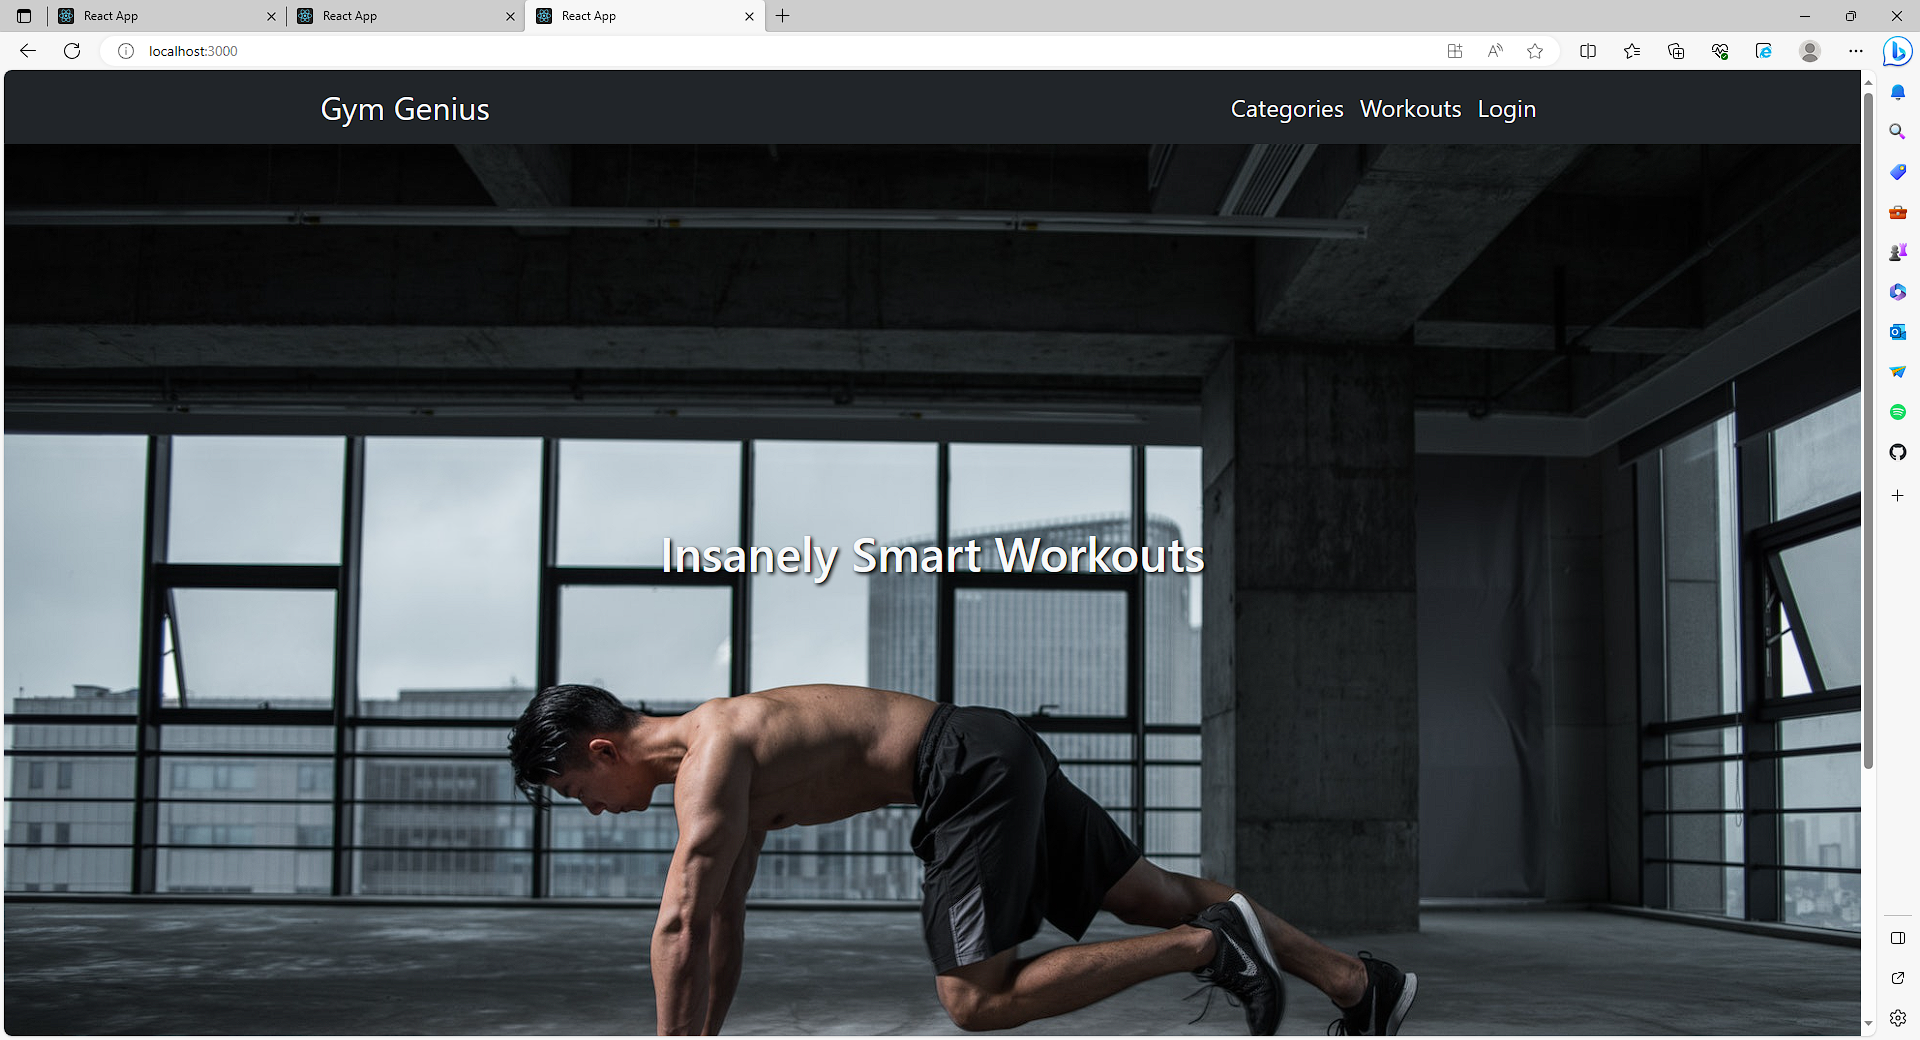 React App
React App
React App
localhost:3000
Gym Genius
Categories Workouts Login
Insanely Smart Workouts